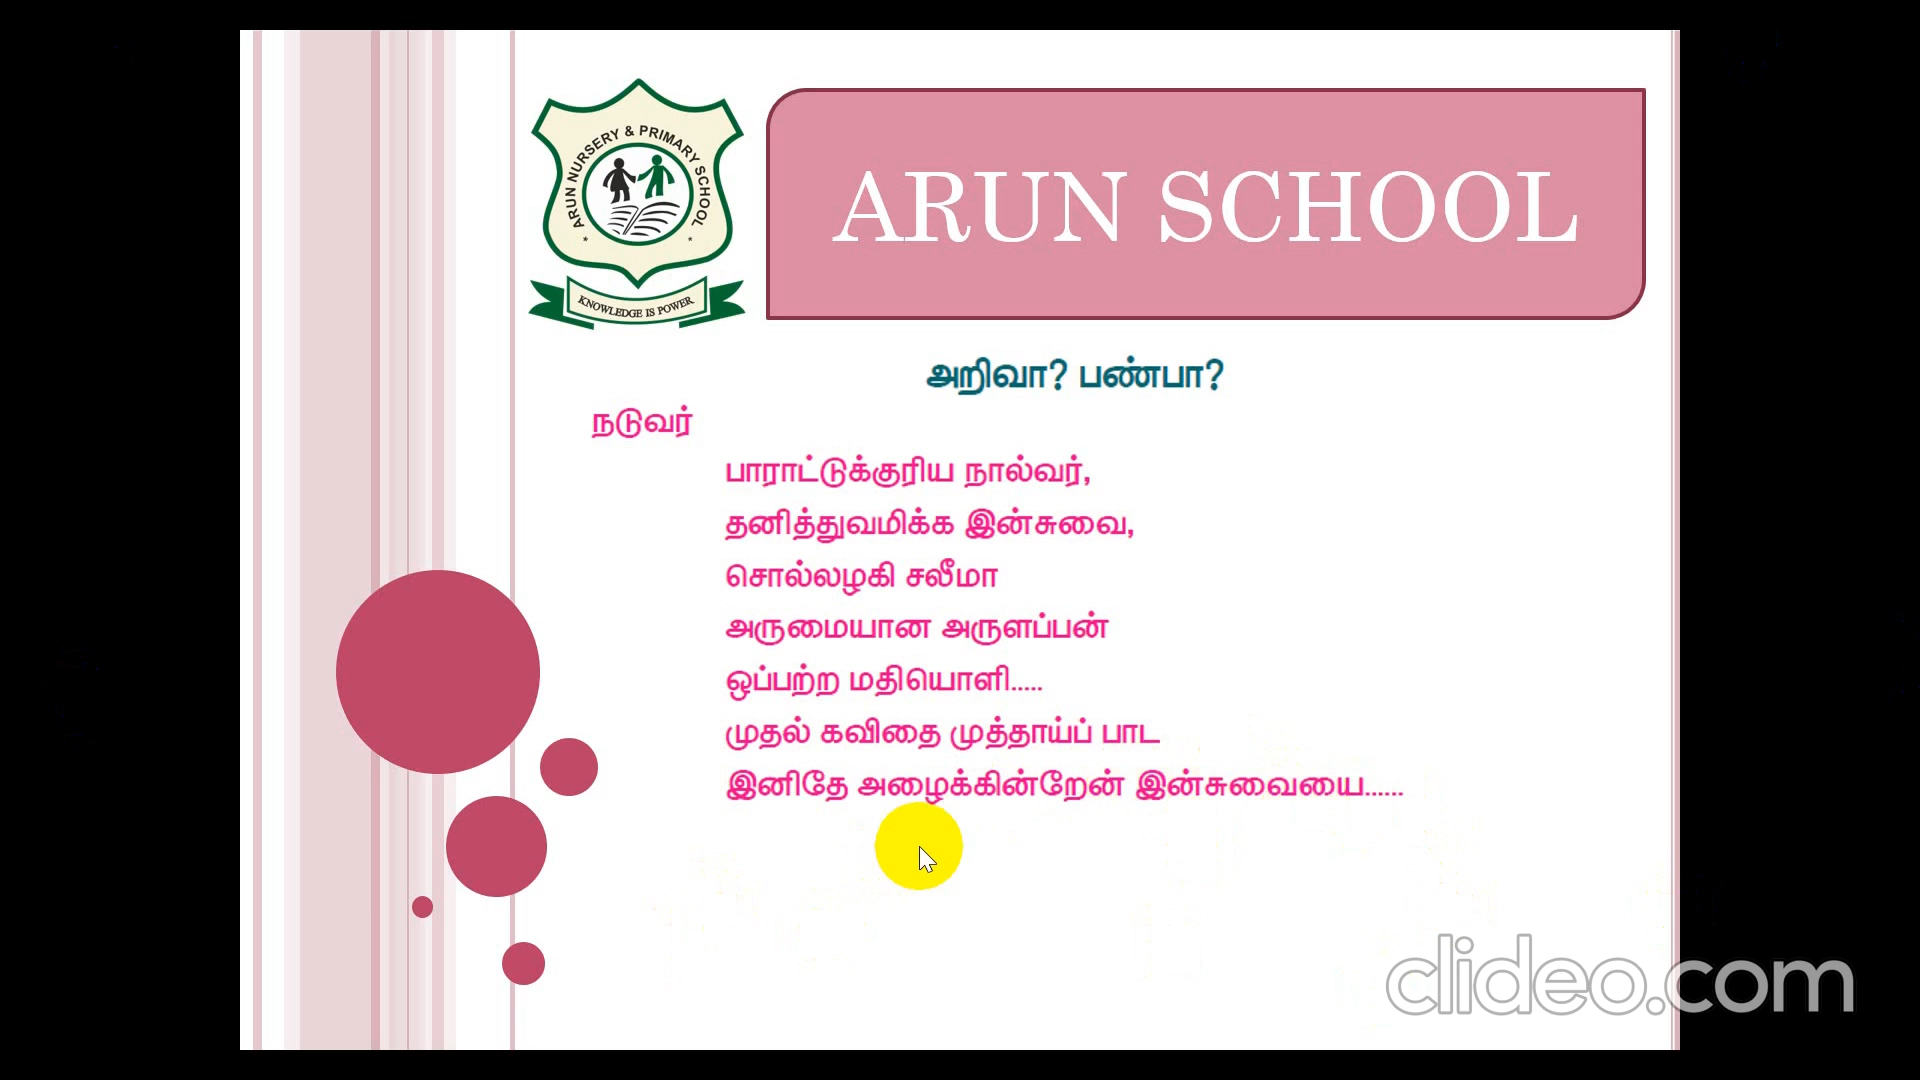 ARUN NURSERY & PRIMARY SCHOOL
KNOWLEDGE IS POWER
ARUN SCHOOL
அறிவா? பண்பா?
நடுவர்
பாராட்டுக்குரிய நால்வர்,
தனித்துவமிக்க இன்சுவை,
சொல்லழகி சலீமா
அருமையான அருளப்பன்
ஒப்பற்ற மதியொளி.....
முதல் கவிதை முத்தாய்ப் பாட
இனிதே அழைக்கின்றேன் இன்சுவையை......
clideo.com